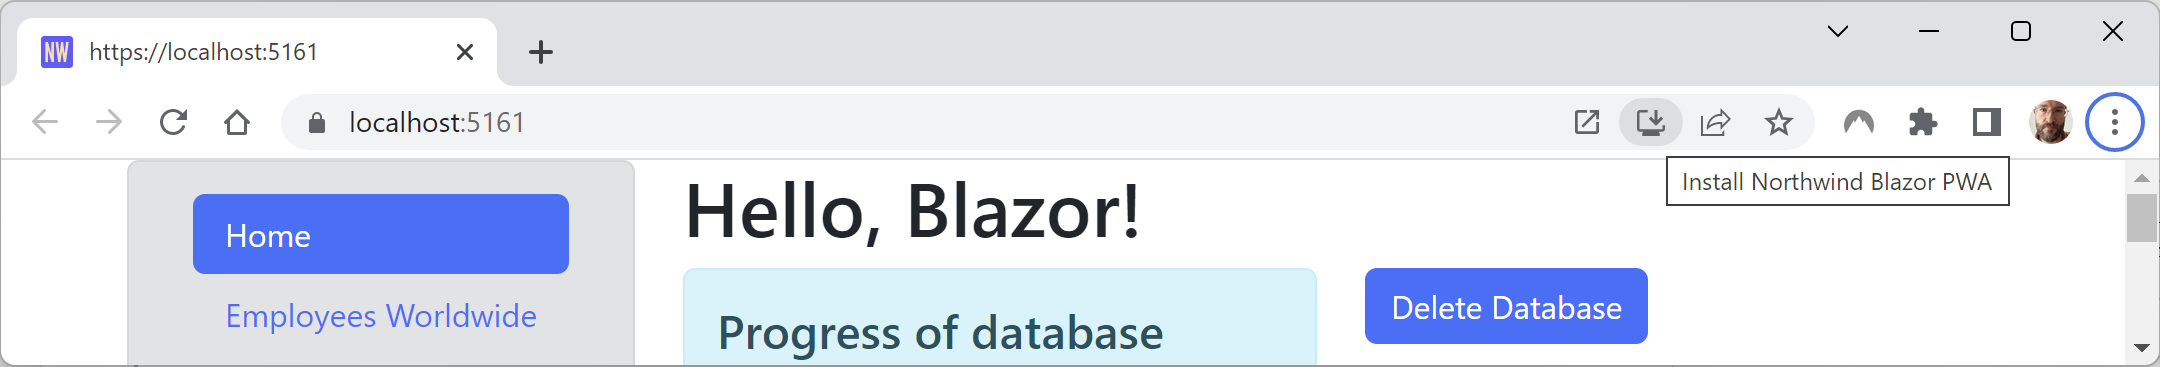 NW https://localhost:5161
localhost:5161
Install Northwind Blazor PWA
Home
Employees Worldwide
Hello, Blazor!
Progress of database
Delete Database